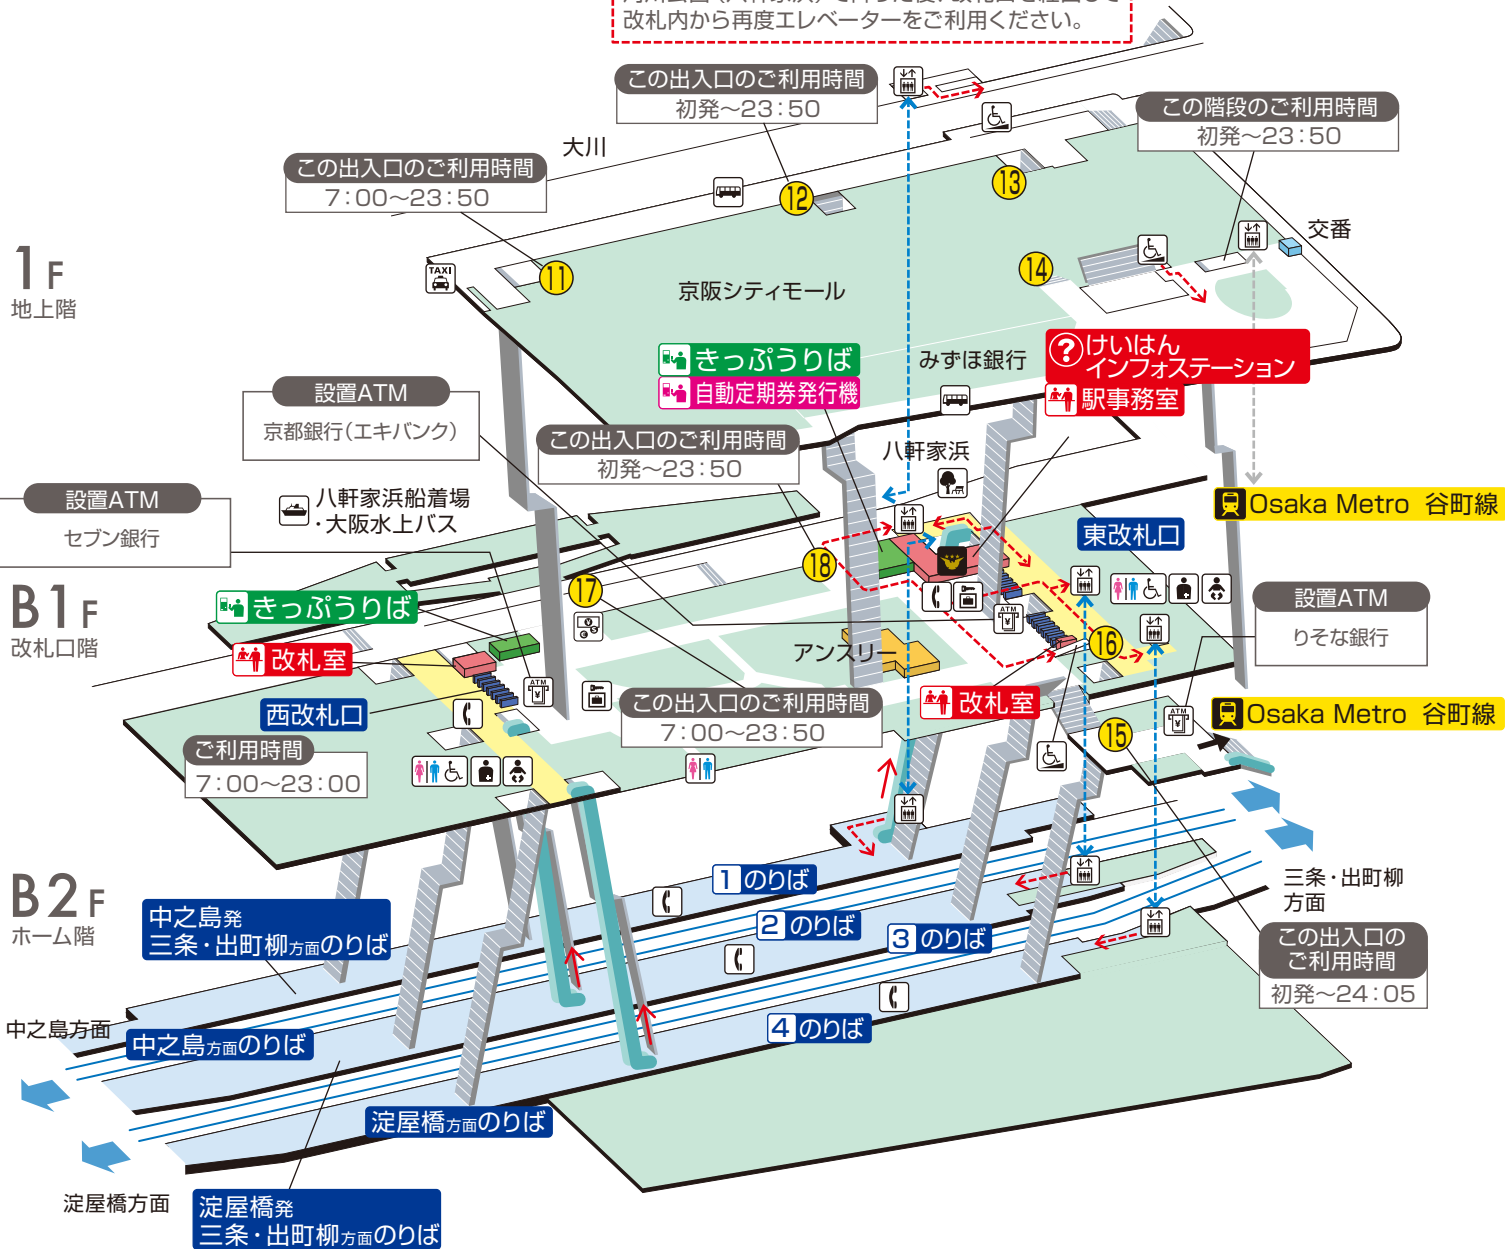 改札内から再度エレベーターをご利用ください。
この出入口のご利用時間
初発～23:50
この階段のご利用時間
初発～23:50
大川
この出入口のご利用時間
7:00～23:50
⑫
⑬
交番
1F
地上階
TAXI
⑪
⑭
京阪シティモール
きっぷうりば
自動定期券発行機
みずほ銀行
?けいはん
インフォステーション
駅事務室
設置ATM
京都銀行(エキバンク)
この出入口のご利用時間
初発～23:50
八軒家浜
設置ATM
セブン銀行
八軒家浜船着場
・大阪水上バス
Osaka Metro 谷町線
東改札口
⑱
⑰
B1F
改札口階
きっぷうりば
ATM
設置ATM
りそな銀行
改札室
アンスリー
⑯
ATM
西改札口
この出入口のご利用時間
7:00～23:50
改札室
ATM
Osaka Metro 谷町線
⑮
ご利用時間
7:00～23:00
B2F
ホーム階
1のりば
2のりば
3のりば
4のりば
三条・出町柳
方面
中之島発
三条・出町柳方面のりば
この出入口の
ご利用時間
初発～24:05
中之島方面
中之島方面のりば
淀屋橋方面のりば
淀屋橋方面
淀屋橋発
三条・出町柳方面のりば